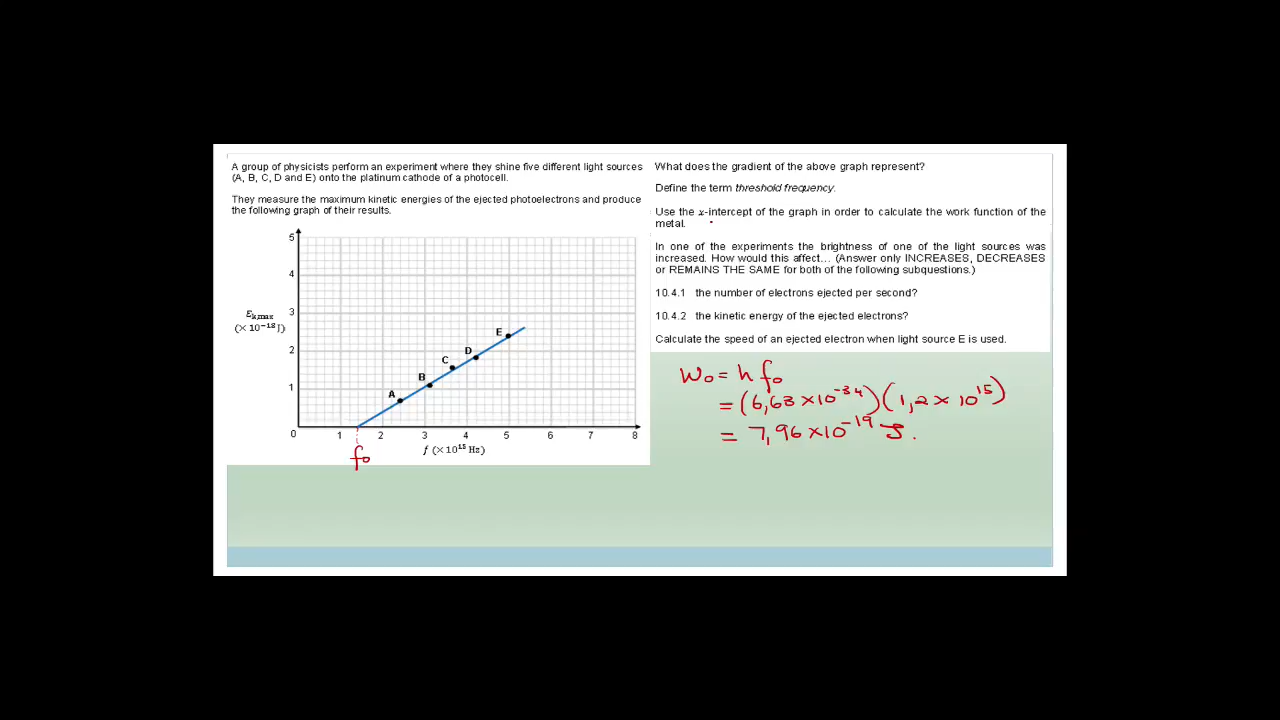 A group of physicists perform an experiment where they shine five different light sources
(A, B, C, D and E) onto the platinum cathode of a photocell.
They measure the maximum kinetic energies of the ejected photoelectrons and produce
the following graph of their results.
5
4
3
2
1
E_k,max
(× 10⁻¹⁸ J)
A
B
C
D
E
0 1 2 3 4 5 6 7 8
f (× 10¹⁵ Hz)
f₀
What does the gradient of the above graph represent?
Define the term threshold frequency.
Use the x-intercept of the graph in order to calculate the work function of the
metal.
In one of the experiments the brightness of one of the light sources was
increased. How would this affect... (Answer only INCREASES, DECREASES
or REMAINS THE SAME for both of the following subquestions.)
10.4.1 the number of electrons ejected per second?
10.4.2 the kinetic energy of the ejected electrons?
Calculate the speed of an ejected electron when light source E is used.
W₀ = h f₀
= (6,63 × 10⁻³⁴)(1,2 × 10¹⁵)
= 7,96 × 10⁻¹⁹ J.